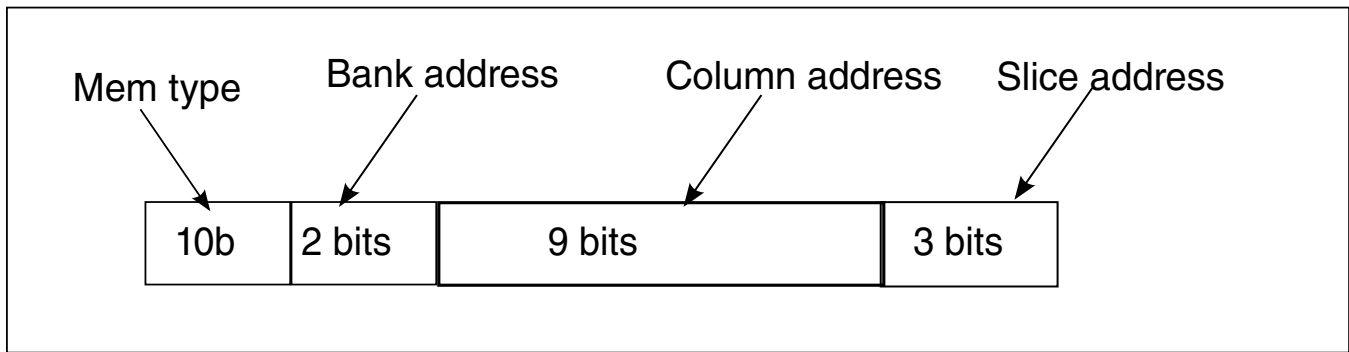 Mem type
Bank address
Column address
Slice address
10b
2 bits
9 bits
3 bits